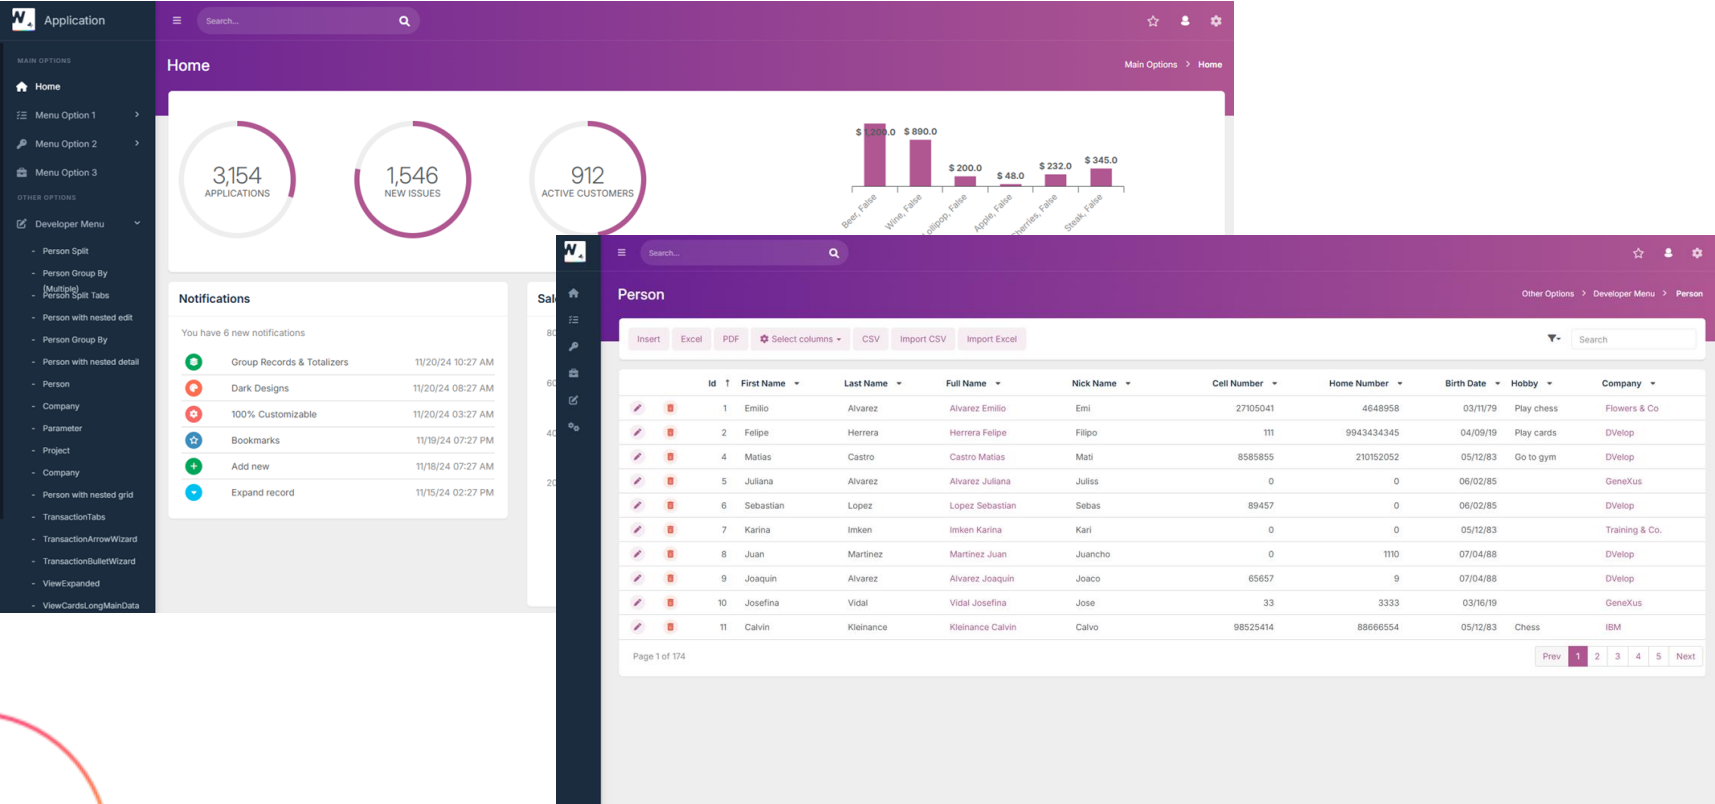 Application
Search...
MAIN OPTIONS
Home
Main Options > Home
Home
Menu Option 1
Menu Option 2
Menu Option 3
OTHER OPTIONS
Developer Menu
- Person Split
- Person Group By
(Multiple)
- Person Split Tabs
- Person with nested edit
- Person Group By
- Person with nested detail
- Person
- Company
- Parameter
- Project
- Company
- Person with nested grid
- TransactionTabs
- TransactionArrowWizard
- TransactionBulletWizard
- ViewExpanded
- ViewCardsLongMainData
3,154
APPLICATIONS
1,546
NEW ISSUES
912
ACTIVE CUSTOMERS
$ 1,200.0 $ 890.0 $ 200.0 $ 48.0 $ 232.0 $ 345.0
Beer, False Wine, False Lollipop, False Apple, False Cherries, False Steak, False
Notifications
You have 6 new notifications
Group Records & Totalizers 11/20/24 10:27 AM
Dark Designs 11/20/24 08:27 AM
100% Customizable 11/20/24 03:27 AM
Bookmarks 11/19/24 07:27 PM
Add new 11/18/24 07:27 AM
Expand record 11/15/24 02:27 PM
Search...
Person
Other Options > Developer Menu > Person
Insert Excel PDF Select columns CSV Import CSV Import Excel Search
Id ↑ First Name Last Name Full Name Nick Name Cell Number Home Number Birth Date Hobby Company
1 Emilio Alvarez Alvarez Emilio Emi 27105041 4648958 03/11/79 Play chess Flowers & Co
2 Felipe Herrera Herrera Felipe Filipo 111 9943434345 04/09/19 Play cards DVelop
4 Matias Castro Castro Matias Mati 8585855 210152052 05/12/83 Go to gym DVelop
5 Juliana Alvarez Alvarez Juliana Juliss 0 0 06/02/85 GeneXus
6 Sebastian Lopez Lopez Sebastian Sebas 89457 0 06/02/85 DVelop
7 Karina Imken Imken Karina Kari 0 0 05/12/83 Training & Co.
8 Juan Martinez Martinez Juan Juancho 0 1110 07/04/88 DVelop
9 Joaquin Alvarez Alvarez Joaquin Joaco 65657 9 07/04/88 DVelop
10 Josefina Vidal Vidal Josefina Jose 33 3333 03/16/19 GeneXus
11 Calvin Kleinance Kleinance Calvin Calvo 98525414 88666554 05/12/83 Chess IBM
Page 1 of 174
Prev 1 2 3 4 5 Next